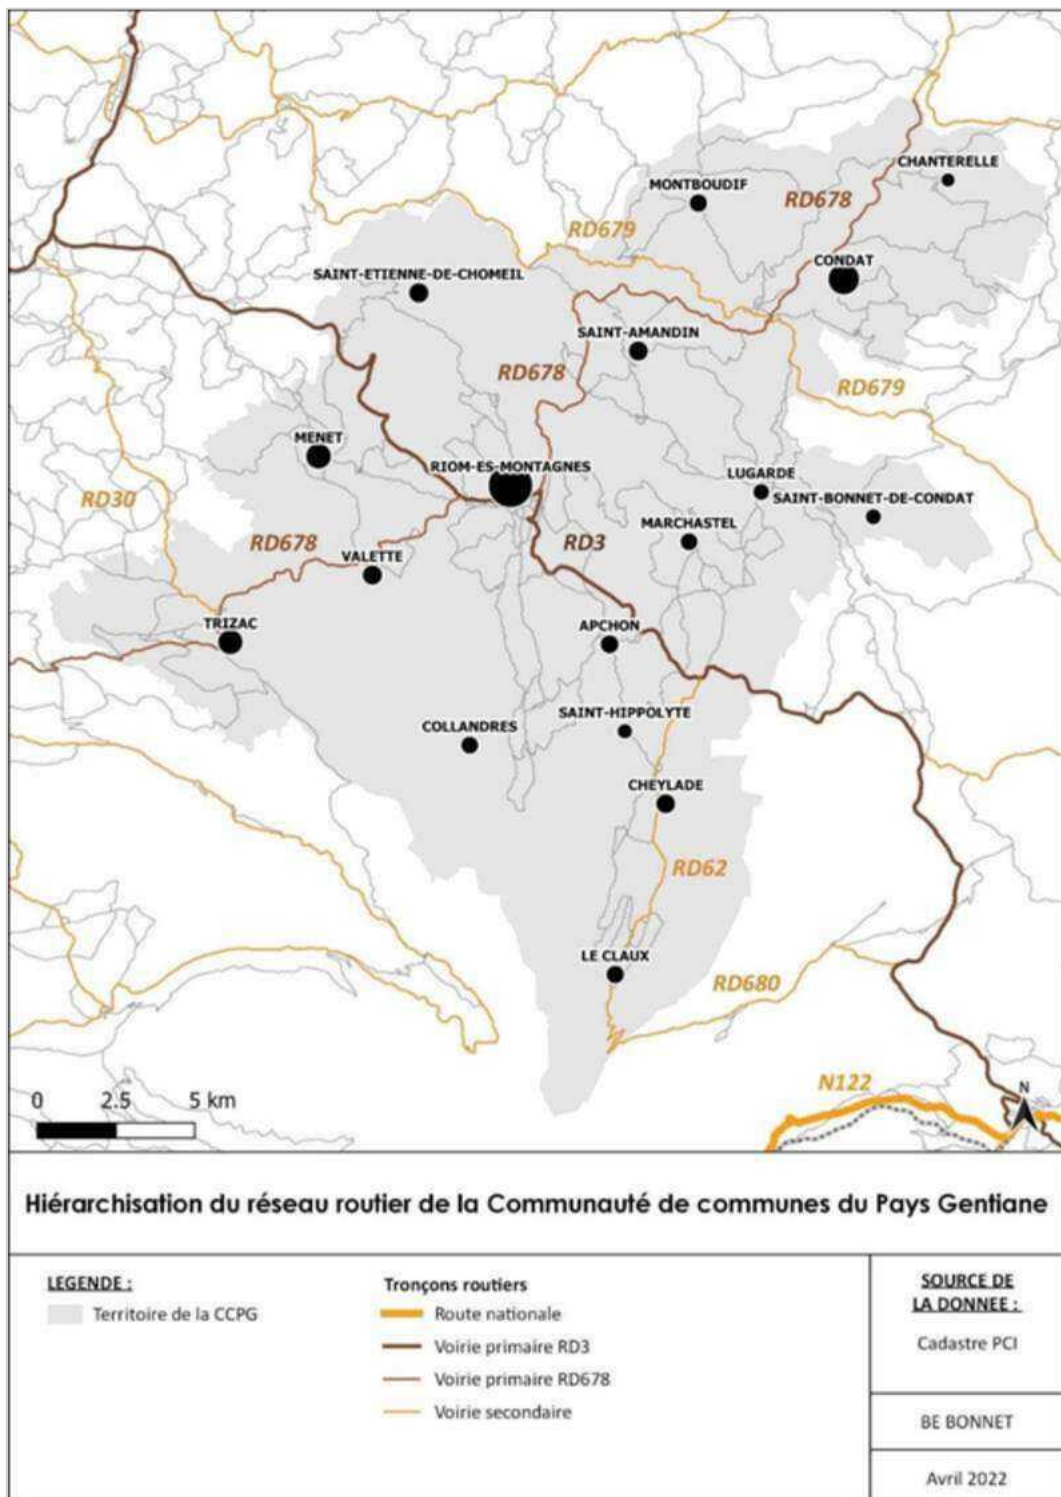 CHANTERELLE
MONTBOUDIF
RD678
RD679
CONDAT
SAINT-ETIENNE-DE-CHOMEIL
SAINT-AMANDIN
RD678
RD679
MENET
RIOM-ES-MONTAGNES
LUGARDE
RD30
SAINT-BONNET-DE-CONDAT
MARCHASTEL
RD678
RD3
VALETTE
TRIZAC
APCHON
SAINT-HIPPOLYTE
COLLANDRES
CHEYLADE
RD62
LE CLAUX
RD680
N122
N
0 2.5 5 km
Hiérarchisation du réseau routier de la Communauté de communes du Pays Gentiane
LEGENDE :
Territoire de la CCPG
Tronçons routiers
Route nationale
Voirie primaire RD3
Voirie primaire RD678
Voirie secondaire
SOURCE DE
LA DONNEE :
Cadastre PCI
BE BONNET
Avril 2022